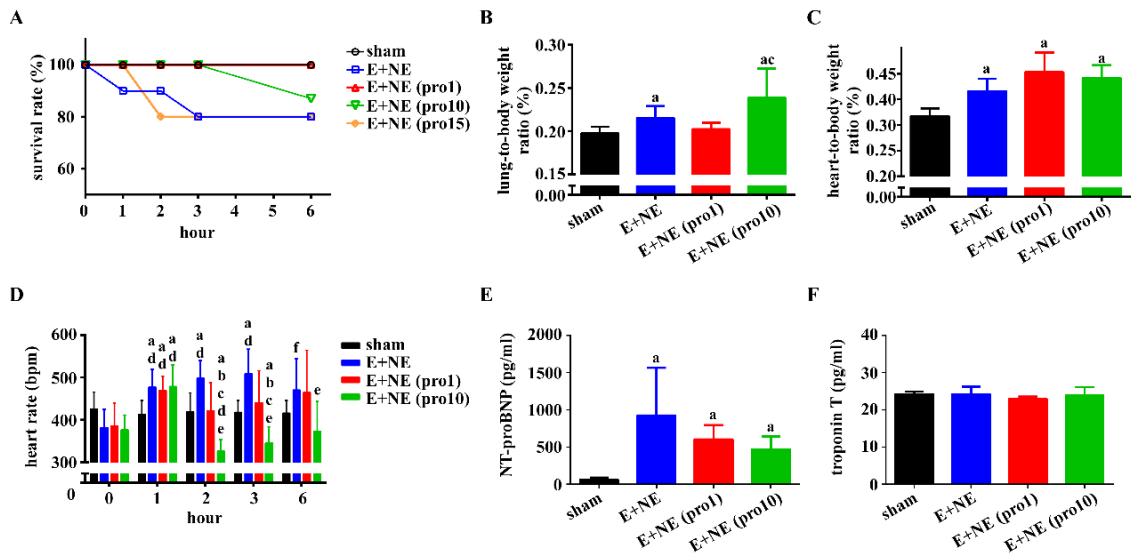 A
survival rate (%)
100
80
60
0 1 2 3 4 5 6
hour
sham
E+NE
E+NE (pro1)
E+NE (pro10)
E+NE (pro15)
B
lung-to-body weight
ratio (%)
0.30
0.25
0.20
0.15
0.00
a
ac
sham
E+NE
E+NE (pro1)
E+NE (pro10)
C
heart-to-body weight
ratio (%)
0.45
0.30
0.20
0.00
a
a
a
sham
E+NE
E+NE (pro1)
E+NE (pro10)
D
heart rate (bpm)
600
450
300
0
a
d
a
d
a
d
a
d
a
b
c
d
e
a
d
a
b
c
e
f
e
0 1 2 3 6
hour
sham
E+NE
E+NE (pro1)
E+NE (pro10)
E
NT-proBNP (pg/ml)
2000
1500
1000
500
0
a
a
a
sham
E+NE
E+NE (pro1)
E+NE (pro10)
F
troponin T (pg/ml)
40
30
20
10
0
sham
E+NE
E+NE (pro1)
E+NE (pro10)